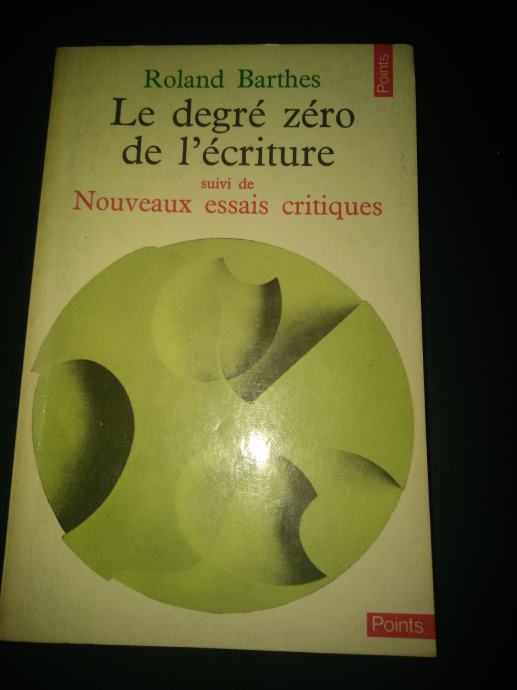 Points
Roland Barthes
Le degré zéro
de l'écriture
suivi de
Nouveaux essais critiques
Points